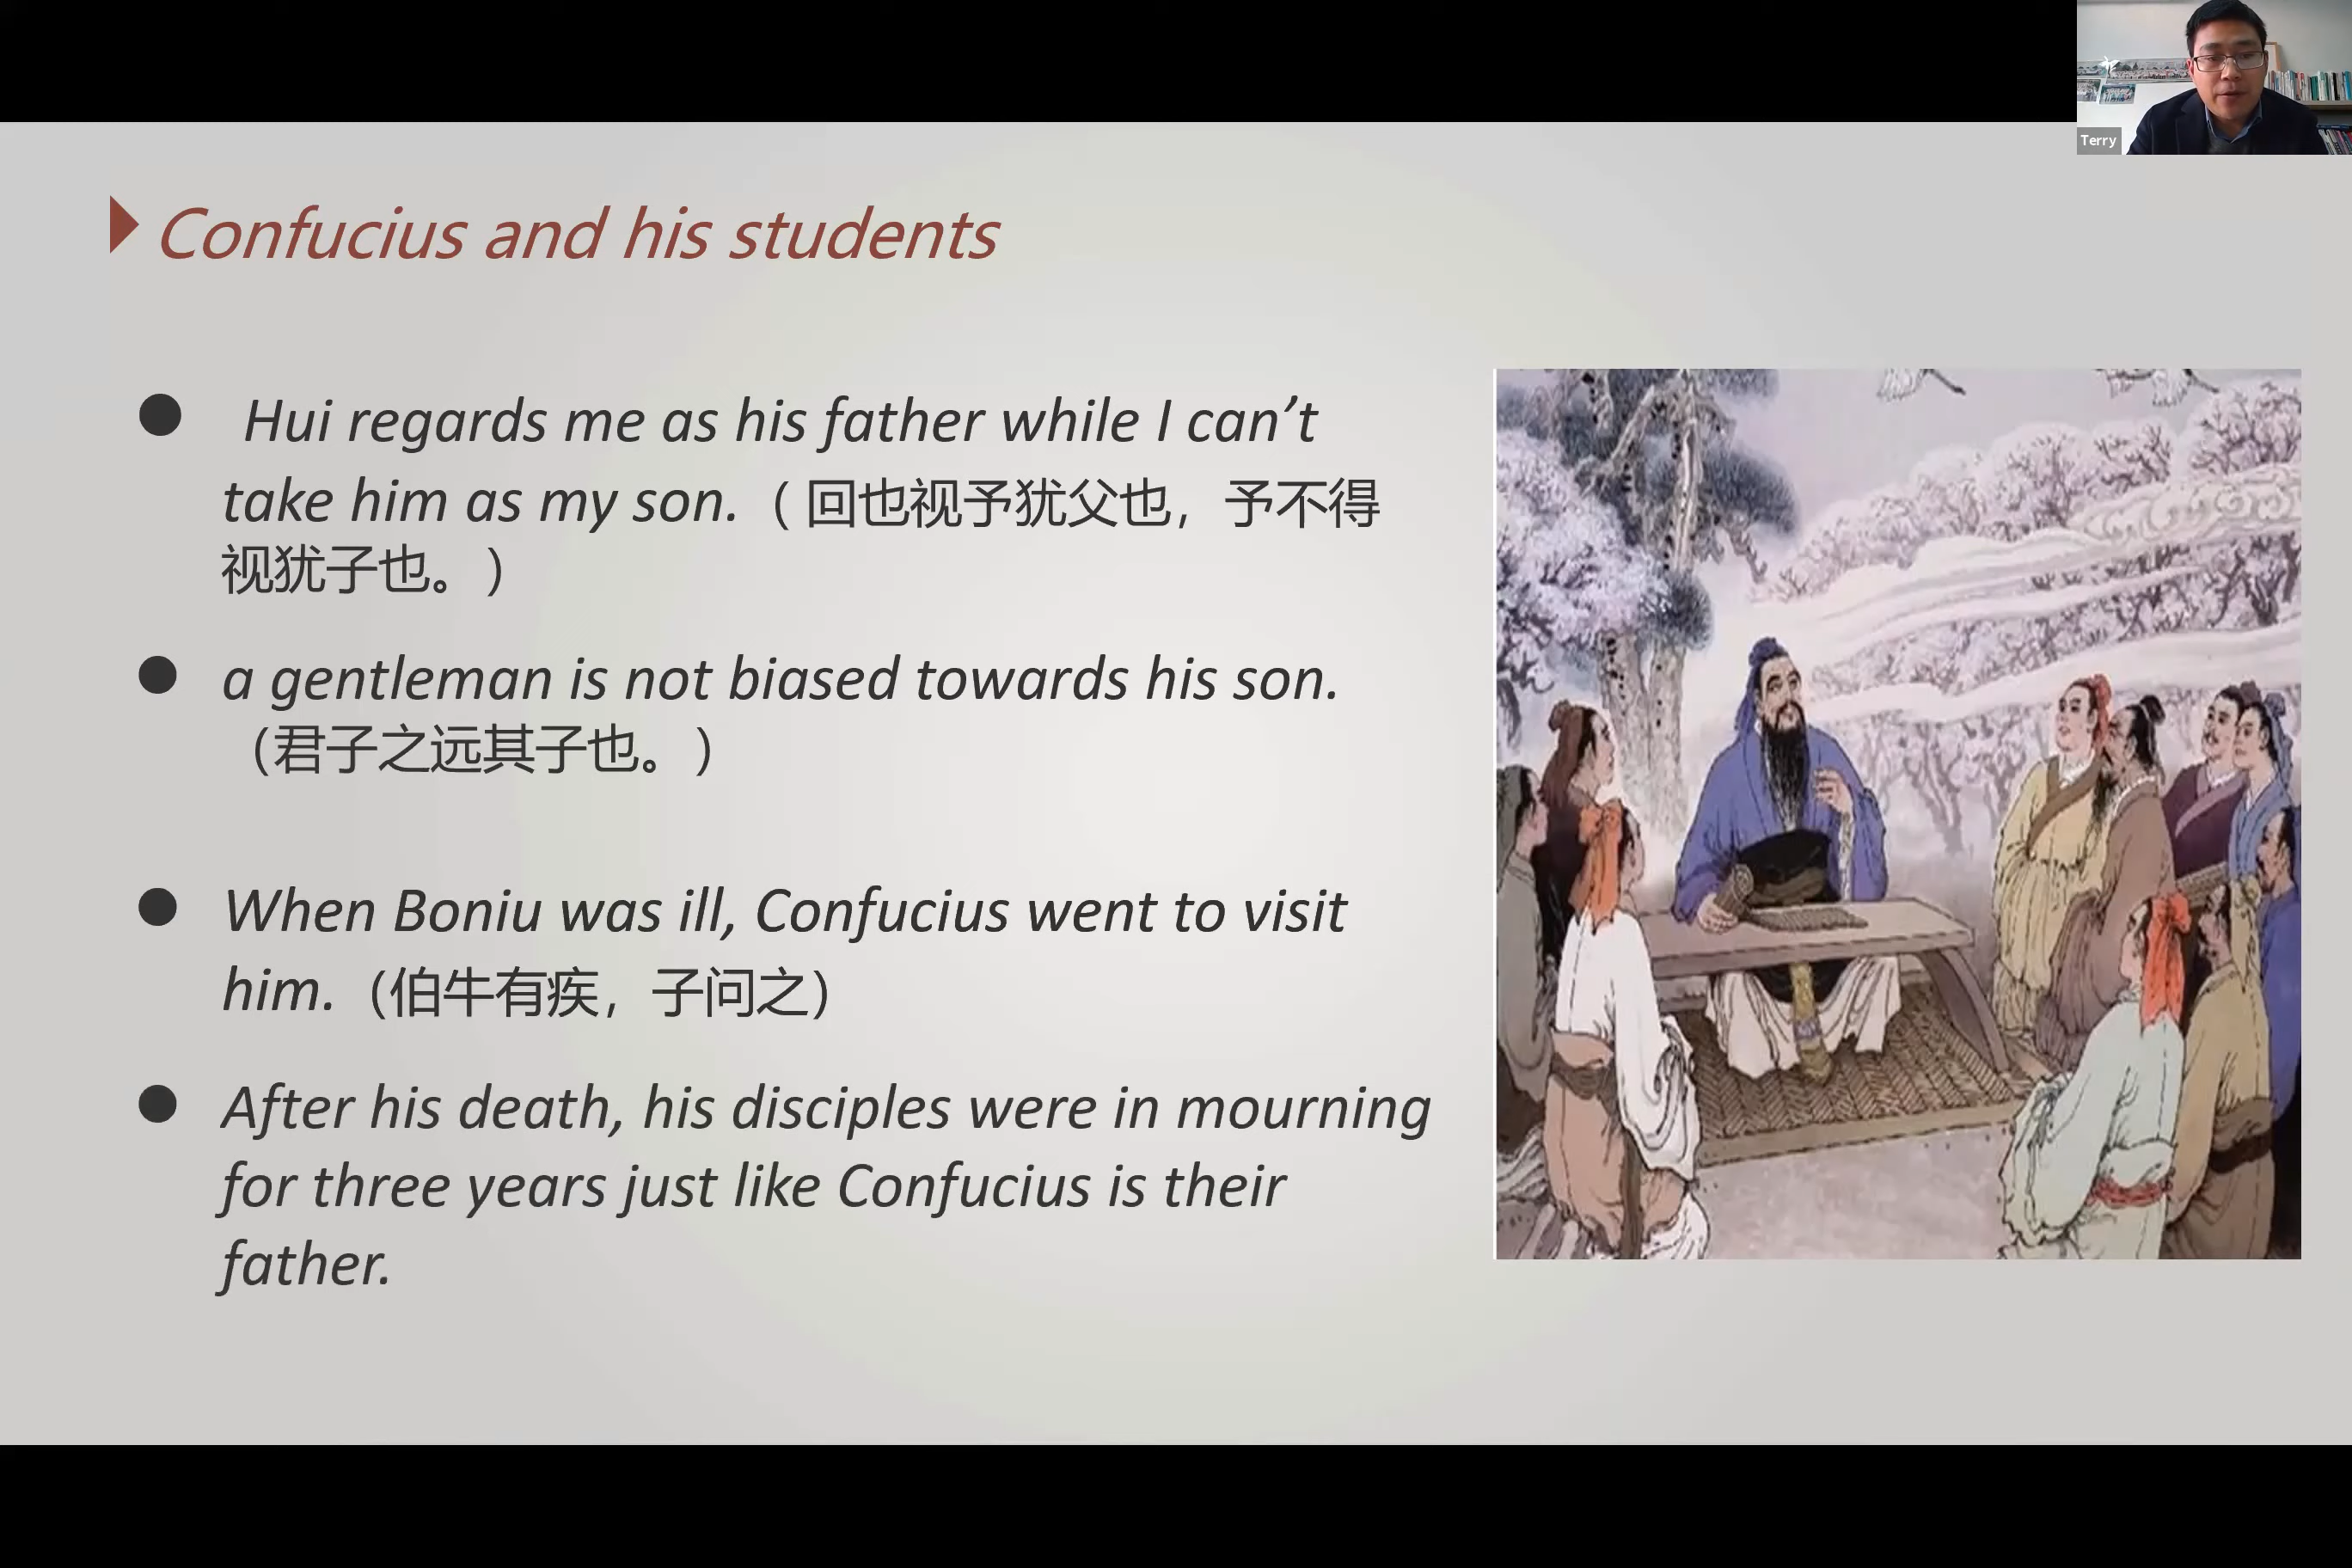 Terry
Confucius and his students
Hui regards me as his father while I can’t
take him as my son.（ 回也视予犹父也，予不得
视犹子也。）
a gentleman is not biased towards his son.
（君子之远其子也。）
When Boniu was ill, Confucius went to visit
him.（伯牛有疾，子问之）
After his death, his disciples were in mourning
for three years just like Confucius is their
father.